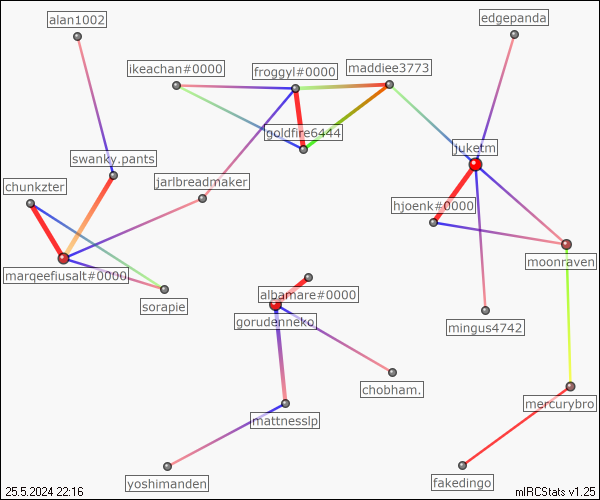 alan1002
edgepanda
ikeachan#0000
froggyl#0000
maddiee3773
goldfire6444
juketm
swanky.pants
chunkzter
jarlbreadmaker
hjoenk#0000
marqeefiusalt#0000
moonraven
albamare#0000
sorapie
gorudenneko
mingus4742
chobham.
mercurybro
mattnesslp
yoshimanden
fakedingo
25.5.2024 22:16
mIRCStats v1.25